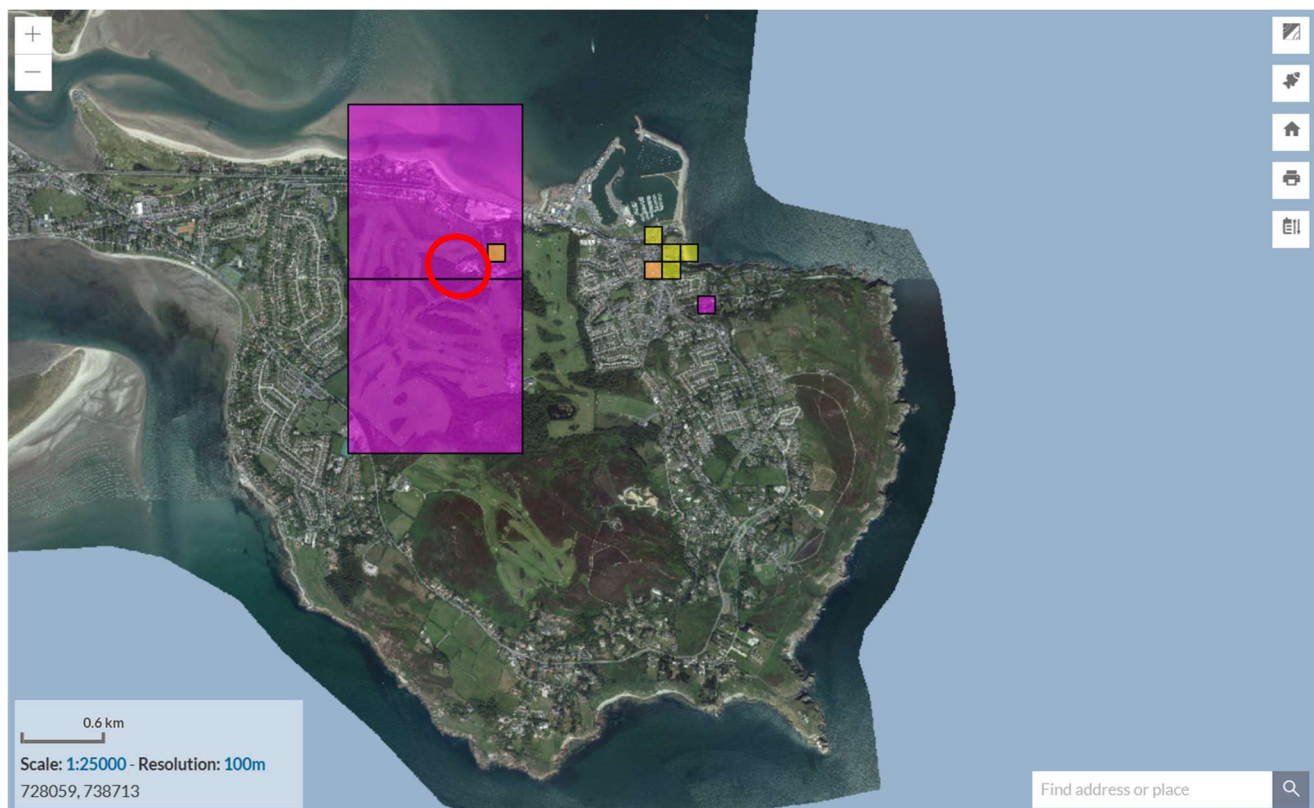 +
−
0.6 km
Scale: 1:25000 - Resolution: 100m
728059, 738713
Find address or place